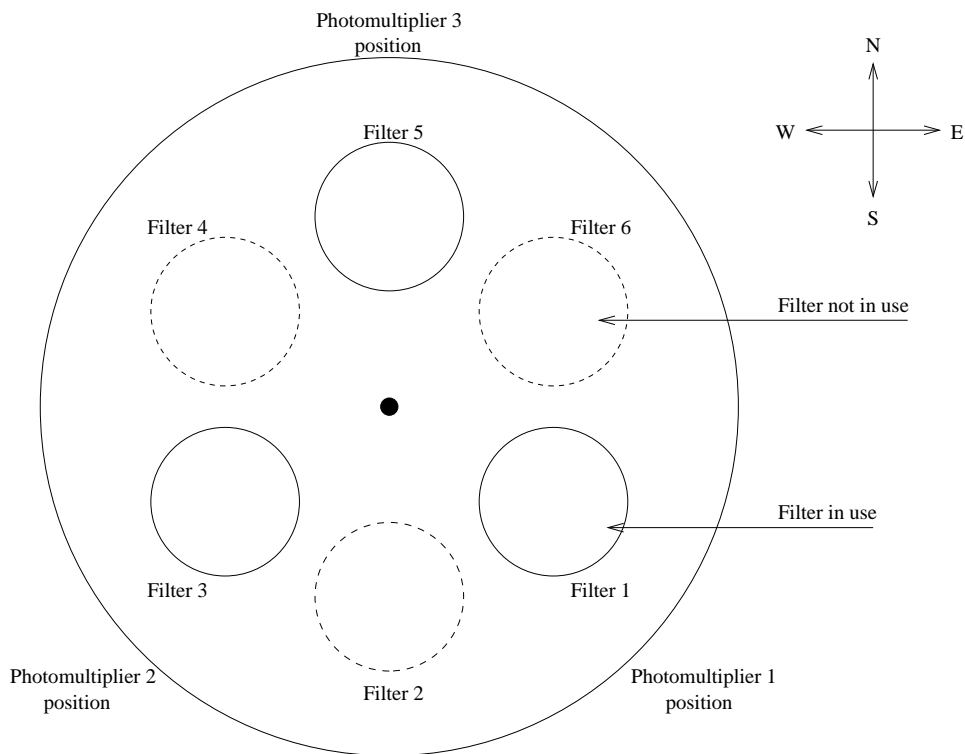 Photomultiplier 3
position
N
W
E
S
Filter 5
Filter 4
Filter 6
Filter not in use
Filter in use
Filter 3
Filter 1
Photomultiplier 2
position
Filter 2
Photomultiplier 1
position